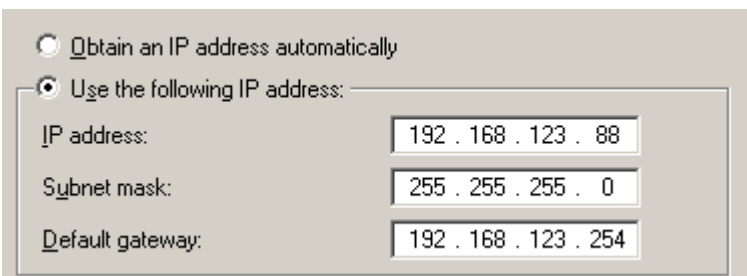 Obtain an IP address automatically
Use the following IP address:
IP address: 192 . 168 . 123 . 88
Subnet mask: 255 . 255 . 255 . 0
Default gateway: 192 . 168 . 123 . 254